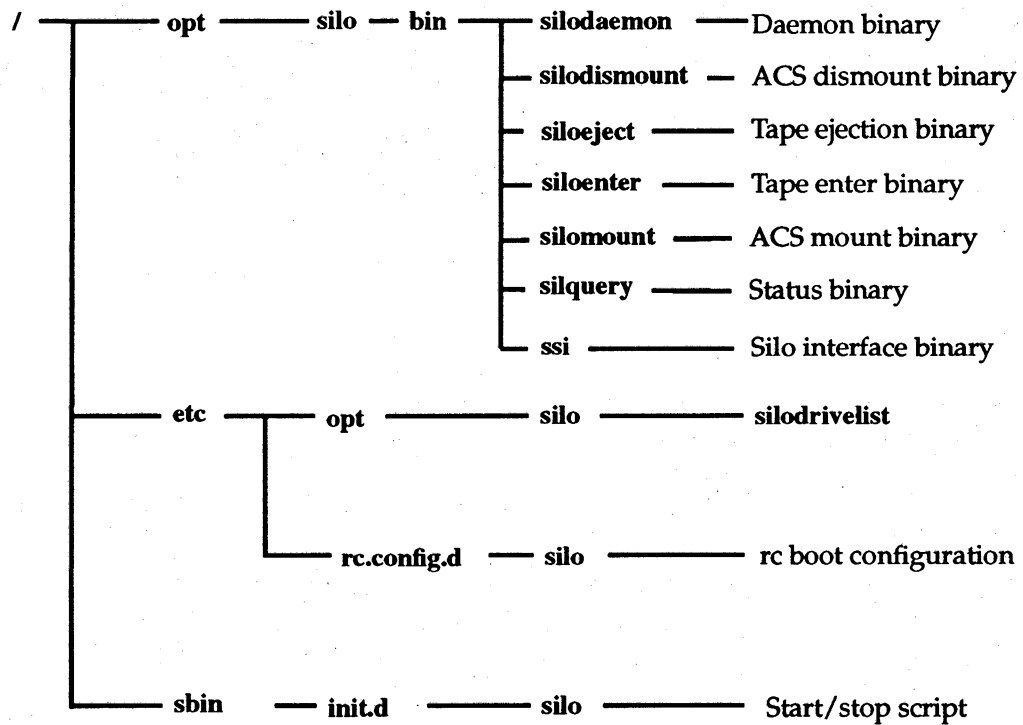 / opt silo bin silodaemon Daemon binary
silodismount ACS dismount binary
siloeject Tape ejection binary
siloenter Tape enter binary
silomount ACS mount binary
silquery Status binary
ssi Silo interface binary
etc opt silo silodrivelist
rc.config.d silo rc boot configuration
sbin init.d silo Start/stop script